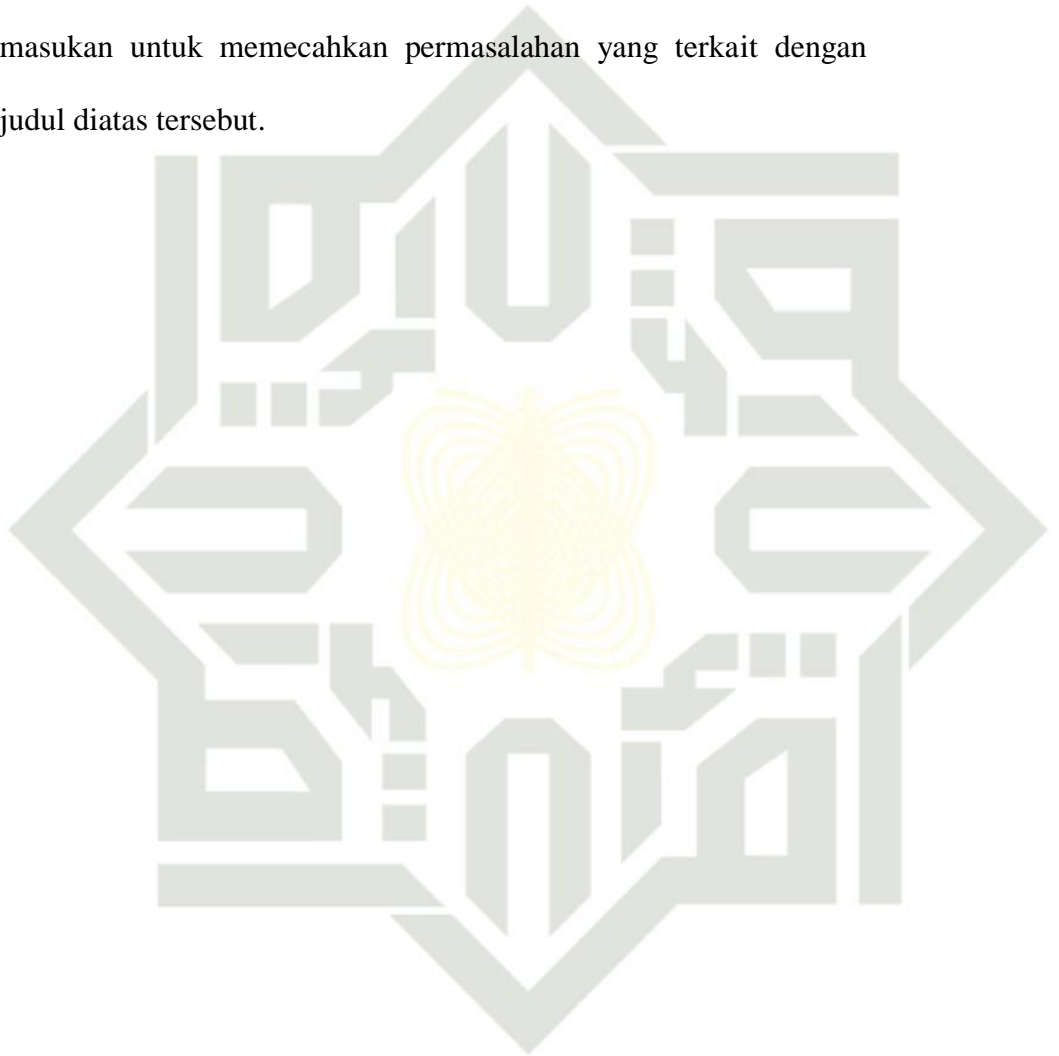 masukan untuk memecahkan permasalahan yang terkait dengan
judul diatas tersebut.